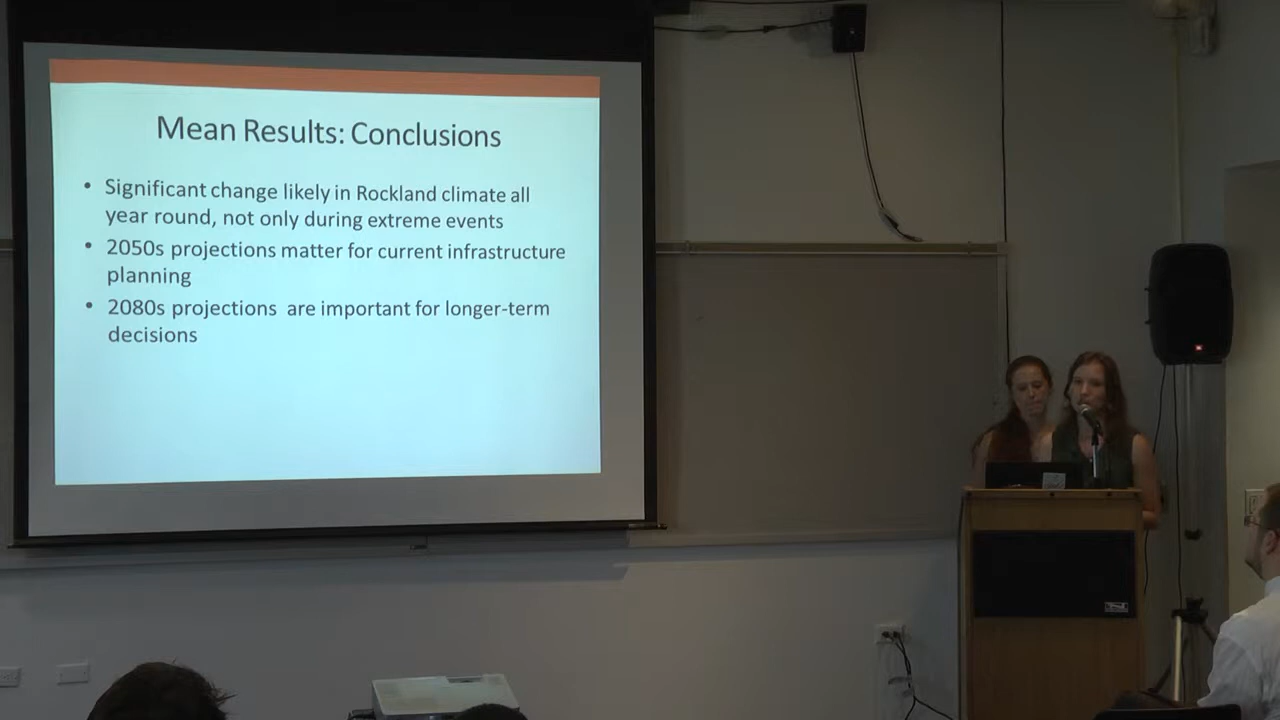 Mean Results: Conclusions
• Significant change likely in Rockland climate all
year round, not only during extreme events
• 2050s projections matter for current infrastructure
planning
• 2080s projections are important for longer-term
decisions